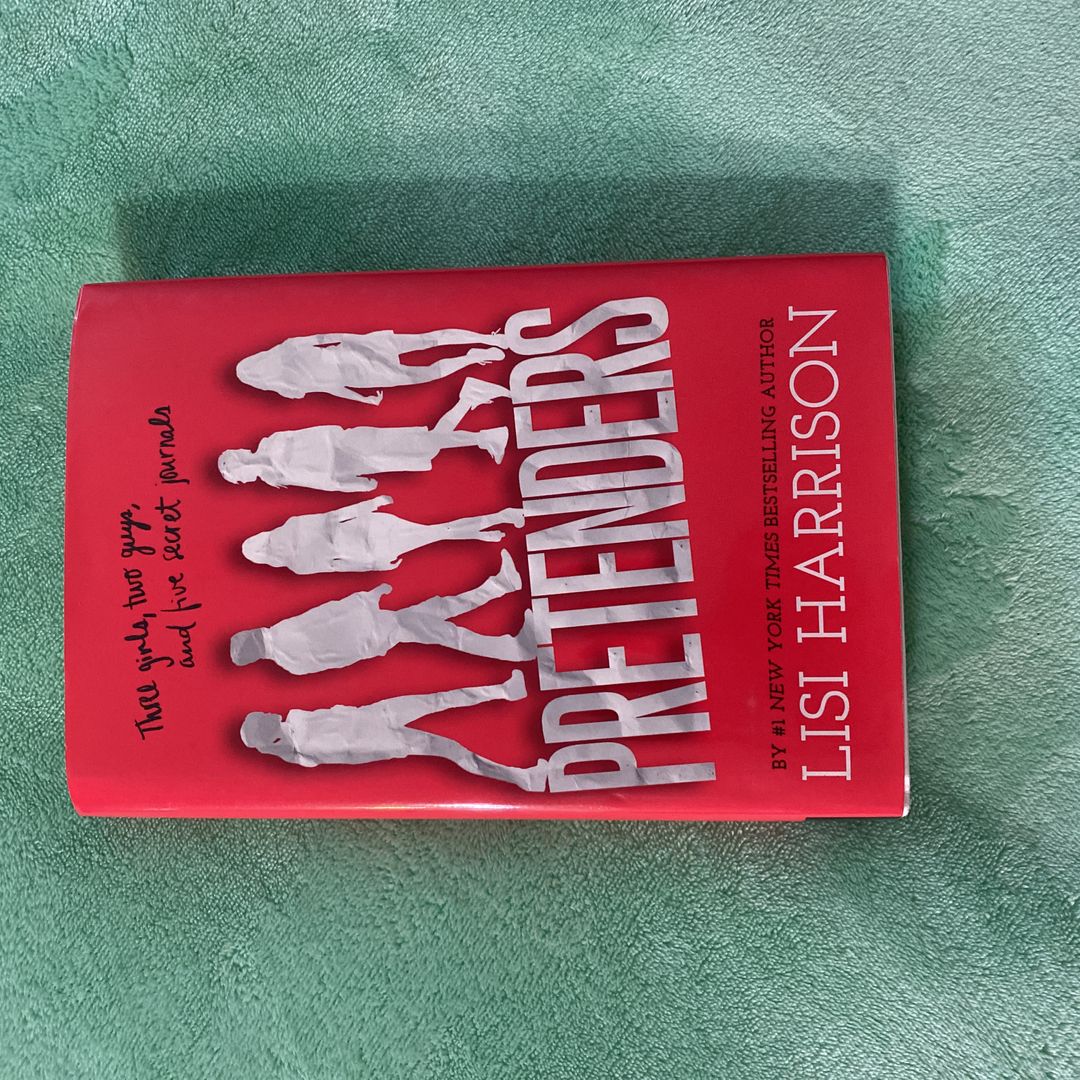 Three girls, two guys,
and five secret journals
PRETENDERS
BY #1 NEW YORK TIMES BESTSELLING AUTHOR
LISI HARRISON